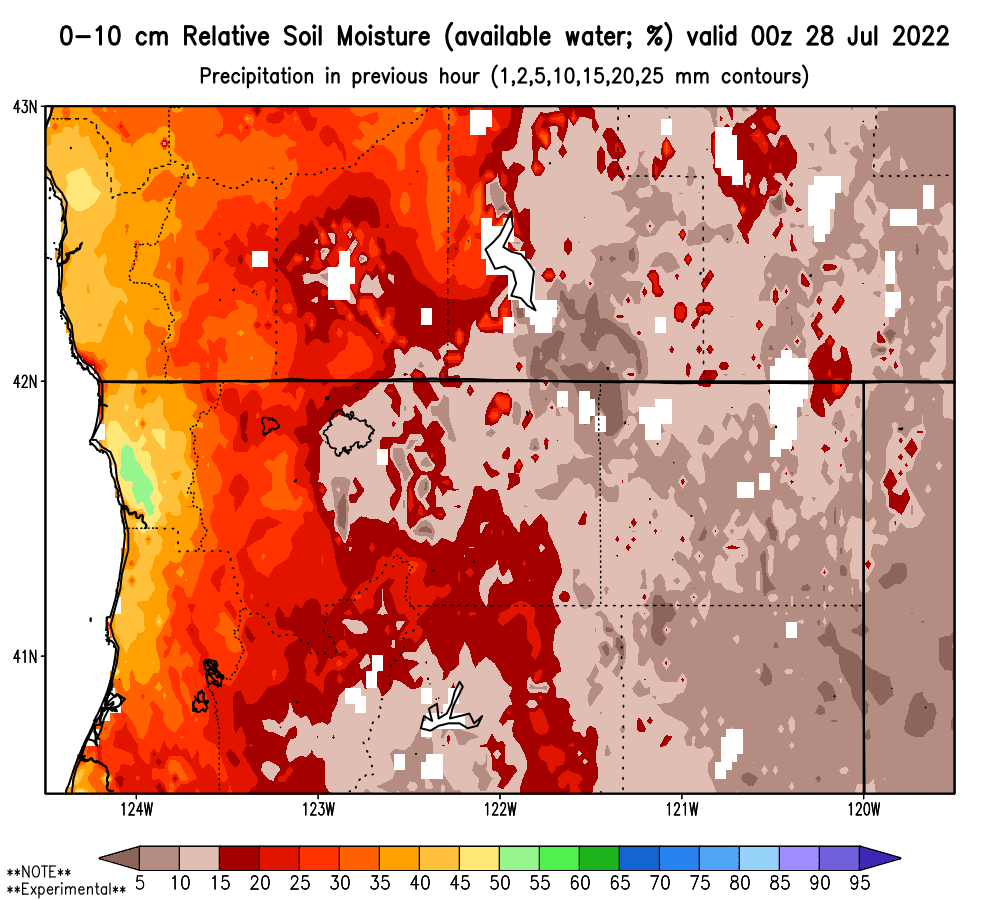 0-10 cm Relative Soil Moisture (available water; %) valid 00z 28 Jul 2022
Precipitation in previous hour (1,2,5,10,15,20,25 mm contours)
43N
42N
41N
124W 123W 122W 121W 120W
**NOTE**
**Experimental**
5 10 15 20 25 30 35 40 45 50 55 60 65 70 75 80 85 90 95